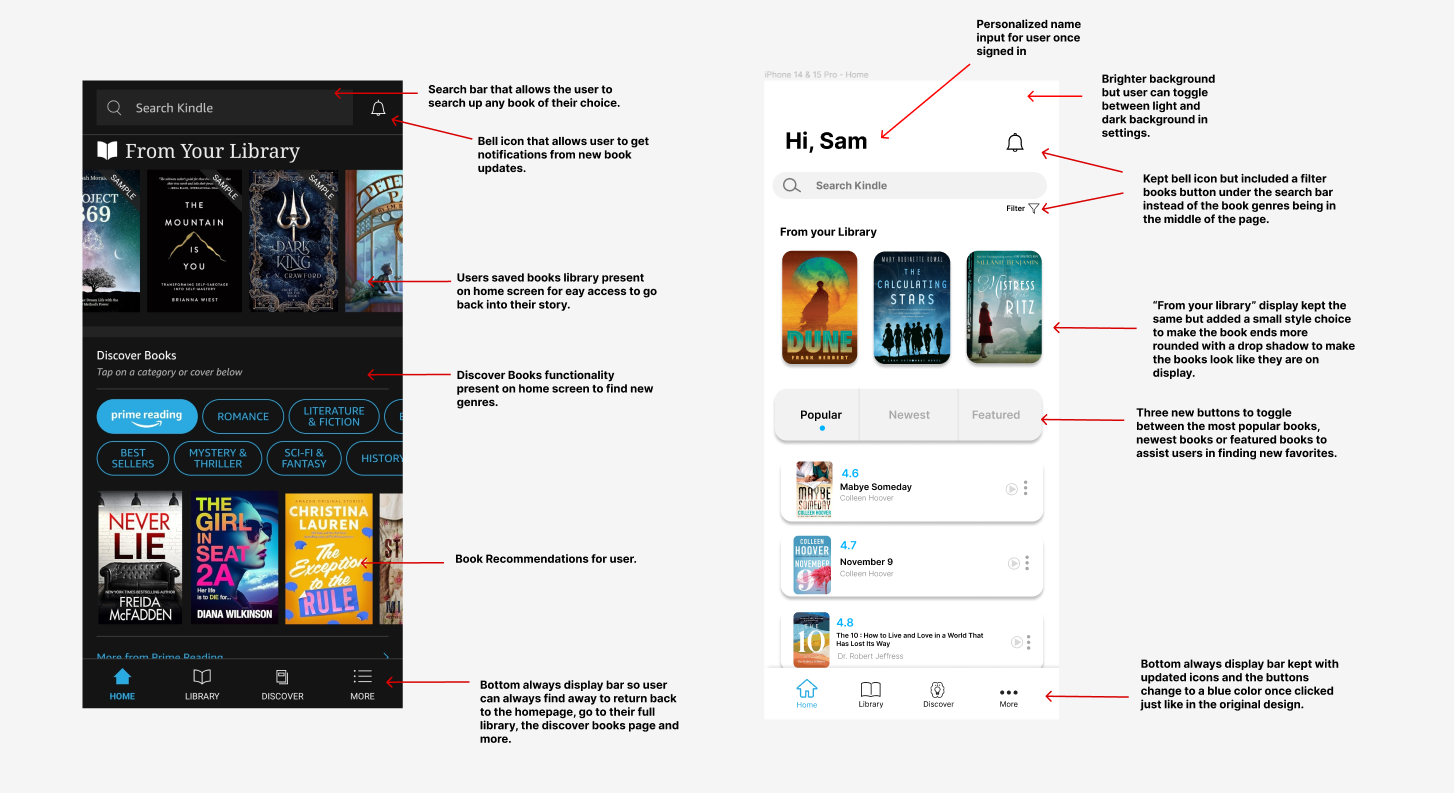 Search Kindle
From Your Library
SAMPLE
SAMPLE
SAMPLE
OJECT
369
THE
MOUNTAIN
IS
YOU
TRANSFORMING SELF-SABOTAGE
INTO SELF-MASTERY
BRIANNA WIEST
DARK
KING
C. N. CRAWFORD
Discover Books
Tap on a category or cover below
prime reading
ROMANCE
LITERATURE
& FICTION
BEST
SELLERS
MYSTERY &
THRILLER
SCI-FI &
FANTASY
HISTORY
NEVER
LIE
NEW YORK TIMES BESTSELLING AUTHOR
FREIDA
McFADDEN
THE
GIRL
IN
SEAT
2A
Her life
is to DIE for...
DIANA WILKINSON
AMAZON ORIGINAL STORIES
CHRISTINA
LAUREN
The
Exception
to the
RULE
More from Prime Reading
HOME
LIBRARY
DISCOVER
MORE
Search bar that allows the user to
search up any book of their choice.
Bell icon that allows user to get
notifications from new book
updates.
Users saved books library present
on home screen for eay access to go
back into their story.
Discover Books functionality
present on home screen to find new
genres.
Book Recommendations for user.
Bottom always display bar so user
can always find away to return back
to the homepage, go to their full
library, the discover books page and
more.
iPhone 14 & 15 Pro - Home
Hi, Sam
Search Kindle
Filter
From your Library
DUNE
FRANK HERBERT
MARY ROBINETTE KOWAL
THE
CALCULATING
STARS
MELANIE BENJAMIN
MISTRESS
RITZ
Popular
Newest
Featured
MAYBE
SOMEDAY
COLLEEN HOOVER
4.6
Mabye Someday
Colleen Hoover
COLLEEN
HOOVER
NOVEMBER
9
4.7
November 9
Colleen Hoover
THE
10
4.8
The 10 : How to Live and Love in a World That
Has Lost Its Way
Dr. Robert Jeffress
Home
Library
Discover
More
Personalized name
input for user once
signed in
Brighter background
but user can toggle
between light and
dark background in
settings.
Kept bell icon but included a filter
books button under the search bar
instead of the book genres being in
the middle of the page.
“From your library” display kept the
same but added a small style choice
to make the book ends more
rounded with a drop shadow to make
the books look like they are on
display.
Three new buttons to toggle
between the most popular books,
newest books or featured books to
assist users in finding new favorites.
Bottom always display bar kept with
updated icons and the buttons
change to a blue color once clicked
just like in the original design.